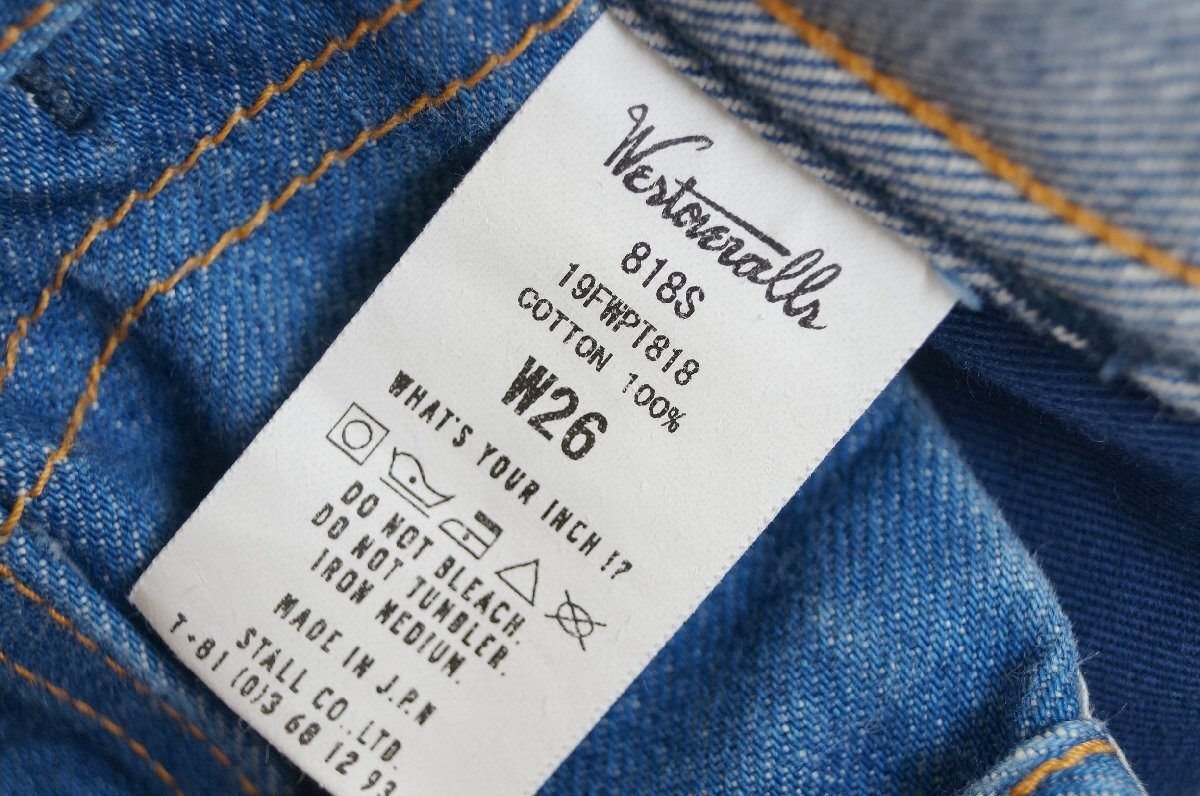 Westoveralls
818S
19FWPT818
COTTON 100%
W26
WHAT'S YOUR INCH !?
DO NOT BLEACH.
DO NOT TUMBLER.
IRON MEDIUM.
MADE IN J.P.N
STALL CO.,LTD.
T+81 (0)3 68 12 93